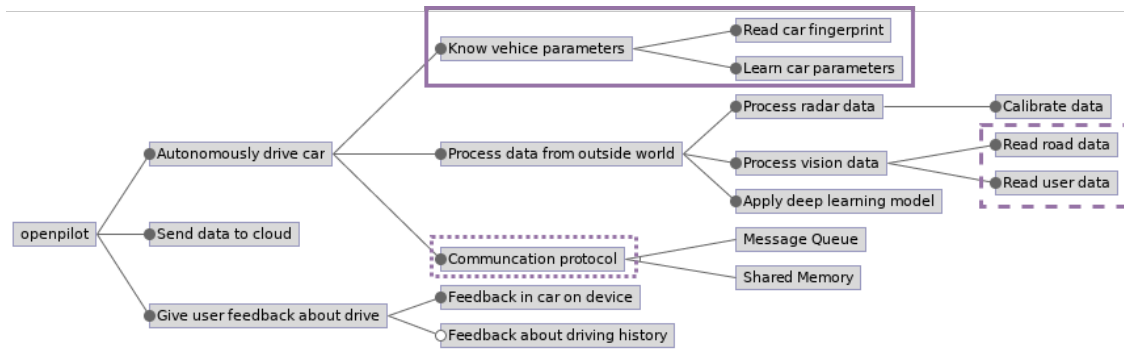 Read car fingerprint
Know vehice parameters
Learn car parameters
Process radar data
Calibrate data
Read road data
Autonomously drive car
Process data from outside world
Process vision data
Read user data
Apply deep learning model
openpilot
Send data to cloud
Message Queue
Communcation protocol
Shared Memory
Feedback in car on device
Give user feedback about drive
Feedback about driving history